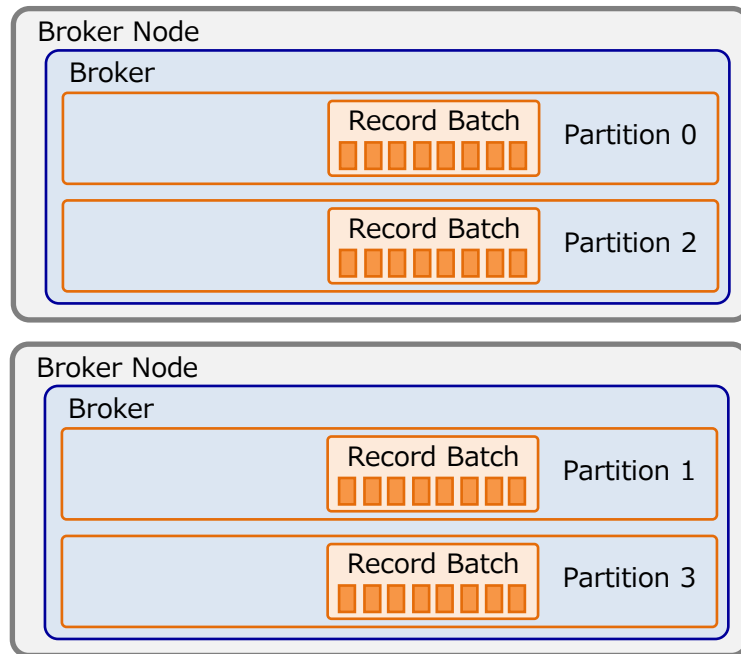 Broker Node
Broker
Record Batch
Partition 0
Record Batch
Partition 2
Broker Node
Broker
Record Batch
Partition 1
Record Batch
Partition 3